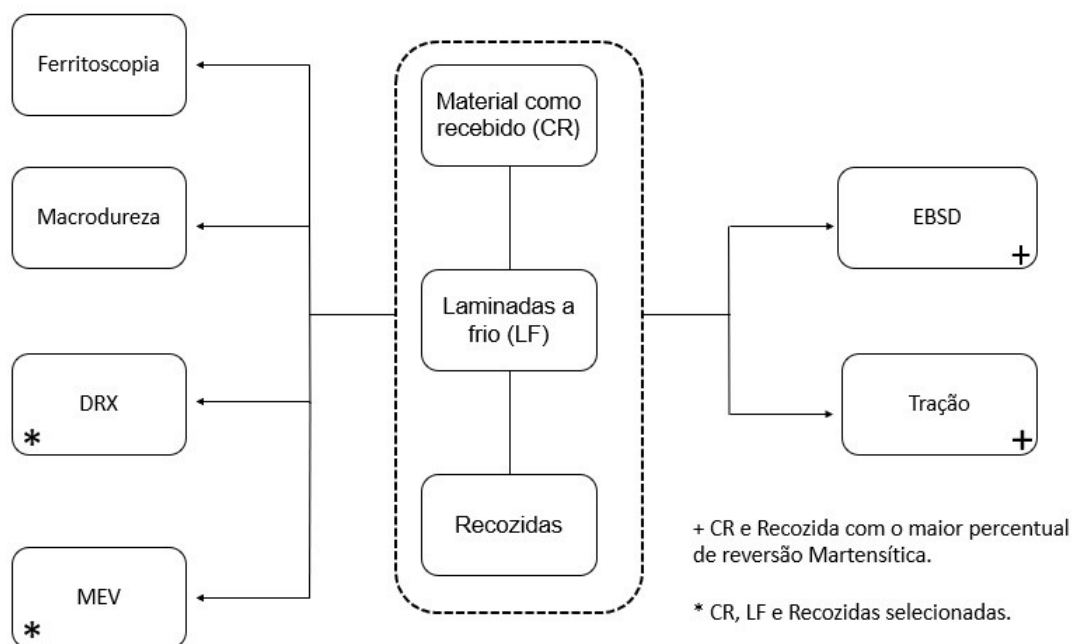 Ferritoscopia
Macrodureza
DRX
*
MEV
*
Material como
recebido (CR)
Laminadas a
frio (LF)
Recozidas
EBSD
+
Tração
+
+ CR e Recozida com o maior percentual
de reversão Martensítica.
* CR, LF e Recozidas selecionadas.